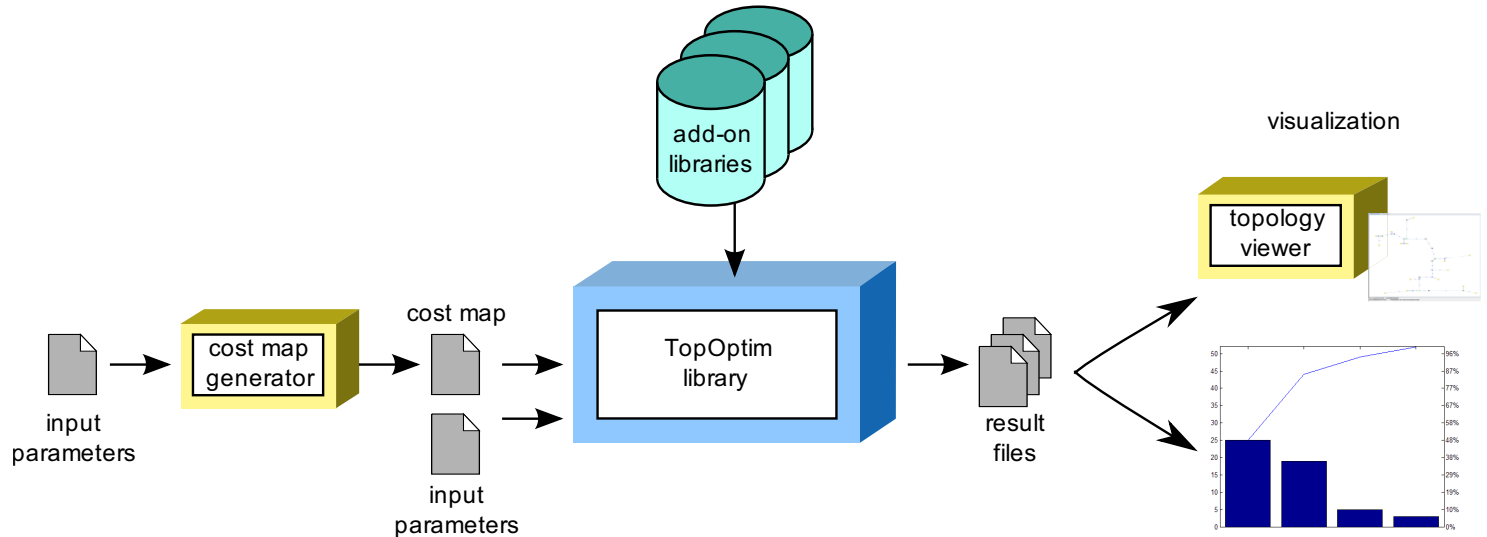 add-on
libraries
visualization
topology
viewer
cost map
TopOptim
library
cost map
generator
input
parameters
input
parameters
result
files
50
45
40
35
30
25
20
15
10
5
0
96%
87%
77%
67%
58%
48%
38%
29%
19%
10%
0%